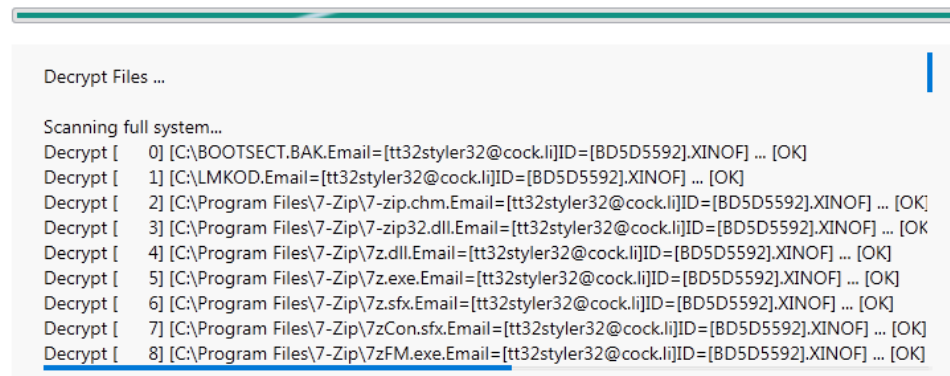 Decrypt Files ...
Scanning full system...
Decrypt [ 0] [C:\BOOTSECT.BAK.Email=[tt32styler32@cock.li]ID=[BD5D5592].XINOF] ... [OK]
Decrypt [ 1] [C:\LMKOD.Email=[tt32styler32@cock.li]ID=[BD5D5592].XINOF] ... [OK]
Decrypt [ 2] [C:\Program Files\7-Zip\7-zip.chm.Email=[tt32styler32@cock.li]ID=[BD5D5592].XINOF] ... [OK]
Decrypt [ 3] [C:\Program Files\7-Zip\7-zip32.dll.Email=[tt32styler32@cock.li]ID=[BD5D5592].XINOF] ... [OK
Decrypt [ 4] [C:\Program Files\7-Zip\7z.dll.Email=[tt32styler32@cock.li]ID=[BD5D5592].XINOF] ... [OK]
Decrypt [ 5] [C:\Program Files\7-Zip\7z.exe.Email=[tt32styler32@cock.li]ID=[BD5D5592].XINOF] ... [OK]
Decrypt [ 6] [C:\Program Files\7-Zip\7z.sfx.Email=[tt32styler32@cock.li]ID=[BD5D5592].XINOF] ... [OK]
Decrypt [ 7] [C:\Program Files\7-Zip\7zCon.sfx.Email=[tt32styler32@cock.li]ID=[BD5D5592].XINOF] ... [OK]
Decrypt [ 8] [C:\Program Files\7-Zip\7zFM.exe.Email=[tt32styler32@cock.li]ID=[BD5D5592].XINOF] ... [OK]